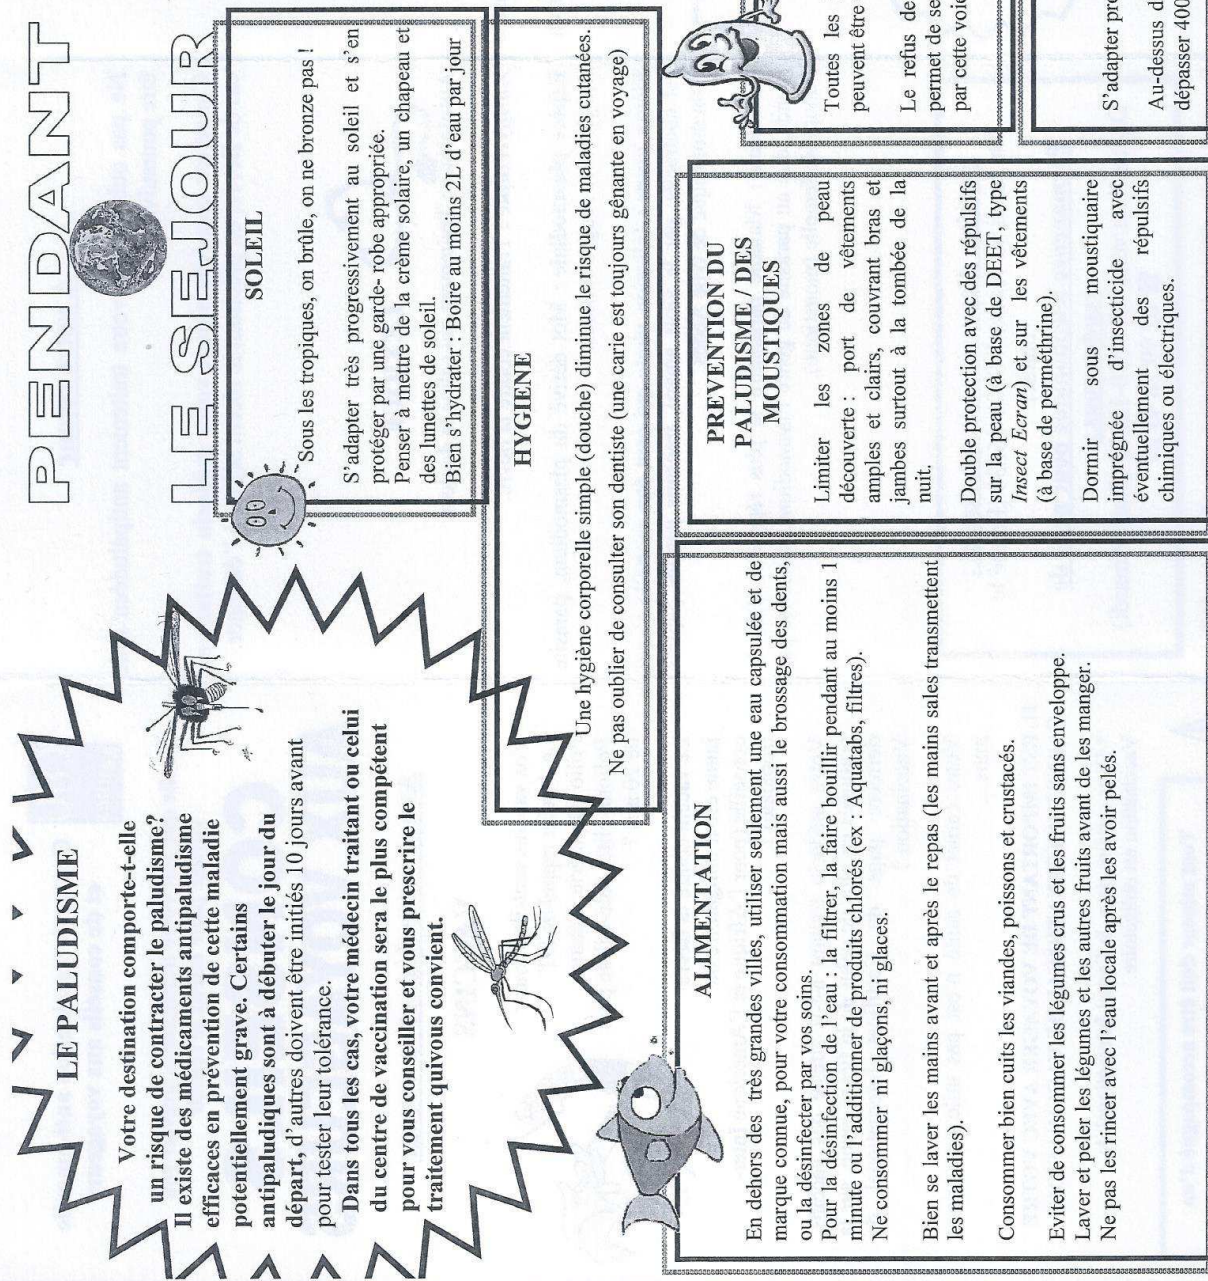 LE PALUDISME
Votre destination comporte-t-elle
un risque de contracter le paludisme?
Il existe des médicaments antipaludisme
efficaces en prévention de cette maladie
potentiellement grave. Certains
antipaludiques sont à débuter le jour du
départ, d'autres doivent être initiés 10 jours avant
pour tester leur tolérance.
Dans tous les cas, votre médecin traitant ou celui
du centre de vaccination sera le plus compétent
pour vous conseiller et vous prescrire le
traitement quivous convient.
PENDANT
LE SEJOUR
SOLEIL
Sous les tropiques, on brûle, on ne bronze pas !
S'adapter très progressivement au soleil et s'en
protéger par une garde- robe appropriée.
Penser à mettre de la crème solaire, un chapeau et
des lunettes de soleil.
Bien s'hydrater : Boire au moins 2L d'eau par jour
HYGIENE
Une hygiène corporelle simple (douche) diminue le risque de maladies cutanées.
Ne pas oublier de consulter son dentiste (une carie est toujours gênante en voyage)
ALIMENTATION
En dehors des très grandes villes, utiliser seulement une eau capsulée et de
marque connue, pour votre consommation mais aussi le brossage des dents,
ou la désinfecter par vos soins.
Pour la désinfection de l'eau : la filtrer, la faire bouillir pendant au moins 1
minute ou l'additionner de produits chlorés (ex : Aquatabs, filtres).
Ne consommer ni glaçons, ni glaces.
Bien se laver les mains avant et après le repas (les mains sales transmettent
les maladies).
Consommer bien cuits les viandes, poissons et crustacés.
Eviter de consommer les légumes crus et les fruits sans enveloppe.
Laver et peler les légumes et les autres fruits avant de les manger.
Ne pas les rincer avec l'eau locale après les avoir pelés.
PREVENTION DU
PALUDISME / DES
MOUSTIQUES
Limiter les zones de peau
découverte : port de vêtements
amples et clairs, couvrant bras et
jambes surtout à la tombée de la
nuit.
Double protection avec des répulsifs
sur la peau (à base de DEET, type
Insect Ecran) et sur les vêtements
(à base de perméthrine).
Dormir sous moustiquaire
imprégnée d'insecticide avec
éventuellement des répulsifs
chimiques ou électriques.
Toutes les
peuvent être
Le refus de
permet de se
par cette voie
S'adapter pre
Au-dessus d
dépasser 400